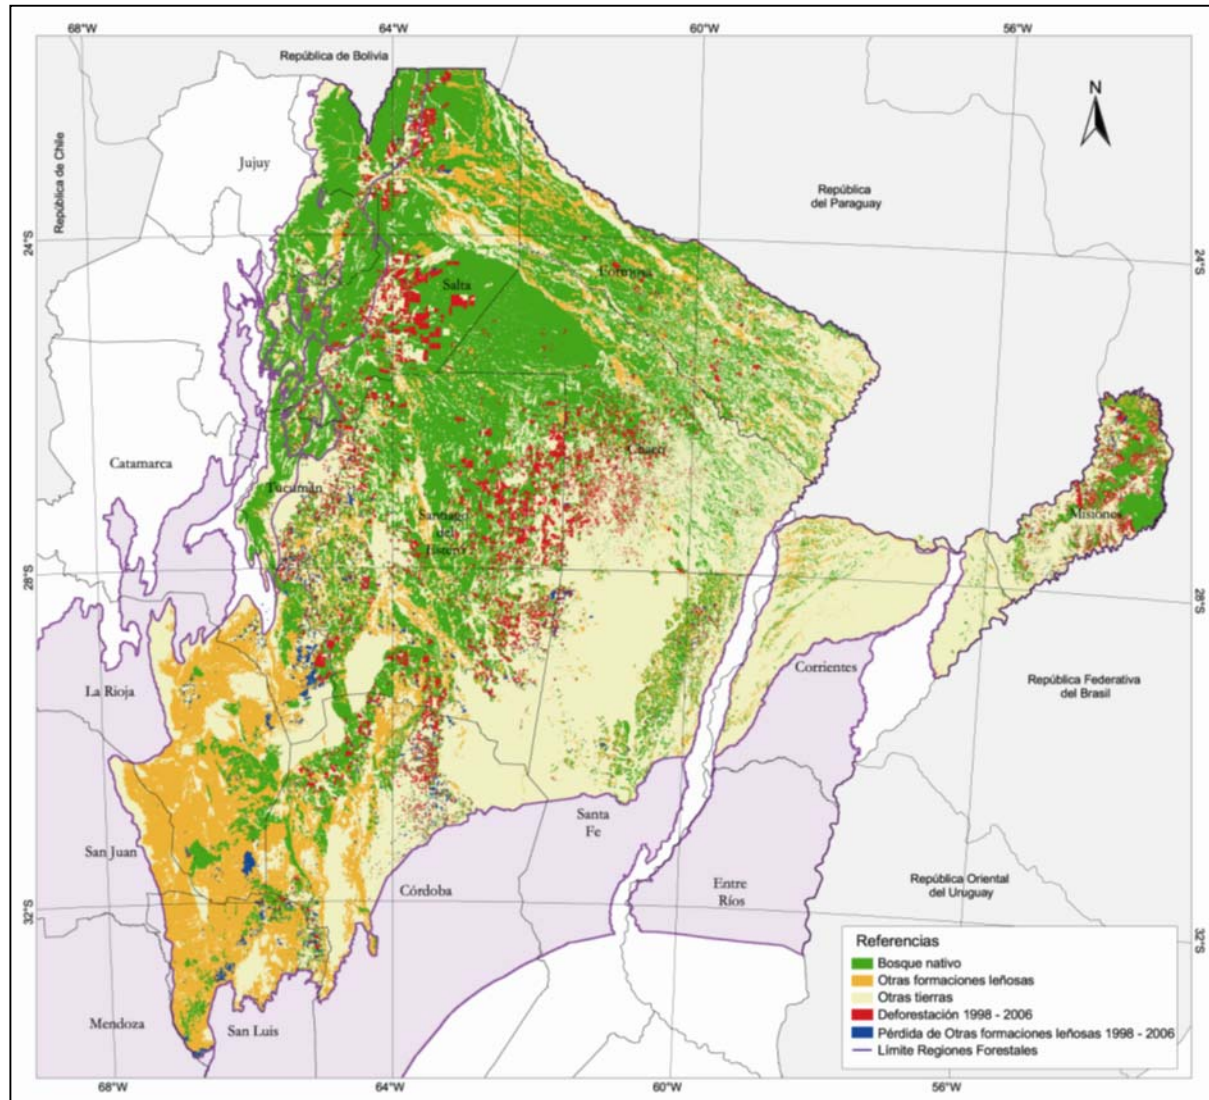 68°W
64°W
60°W
56°W
República de Bolivia
N
República de Chile
Jujuy
República
del Paraguay
24°S
24°S
Formosa
Salta
Catamarca
Chaco
Tucumán
Santiago
del
Estero
Misiones
28°S
28°S
Corrientes
La Rioja
República Federativa
del Brasil
Santa
Fe
San Juan
Córdoba
Entre
Ríos
República Oriental
del Uruguay
32°S
32°S
Referencias
Bosque nativo
Otras formaciones leñosas
Otras tierras
Deforestación 1998 - 2006
Pérdida de Otras formaciones leñosas 1998 - 2006
Límite Regiones Forestales
Mendoza
San Luis
68°W
64°W
60°W
56°W